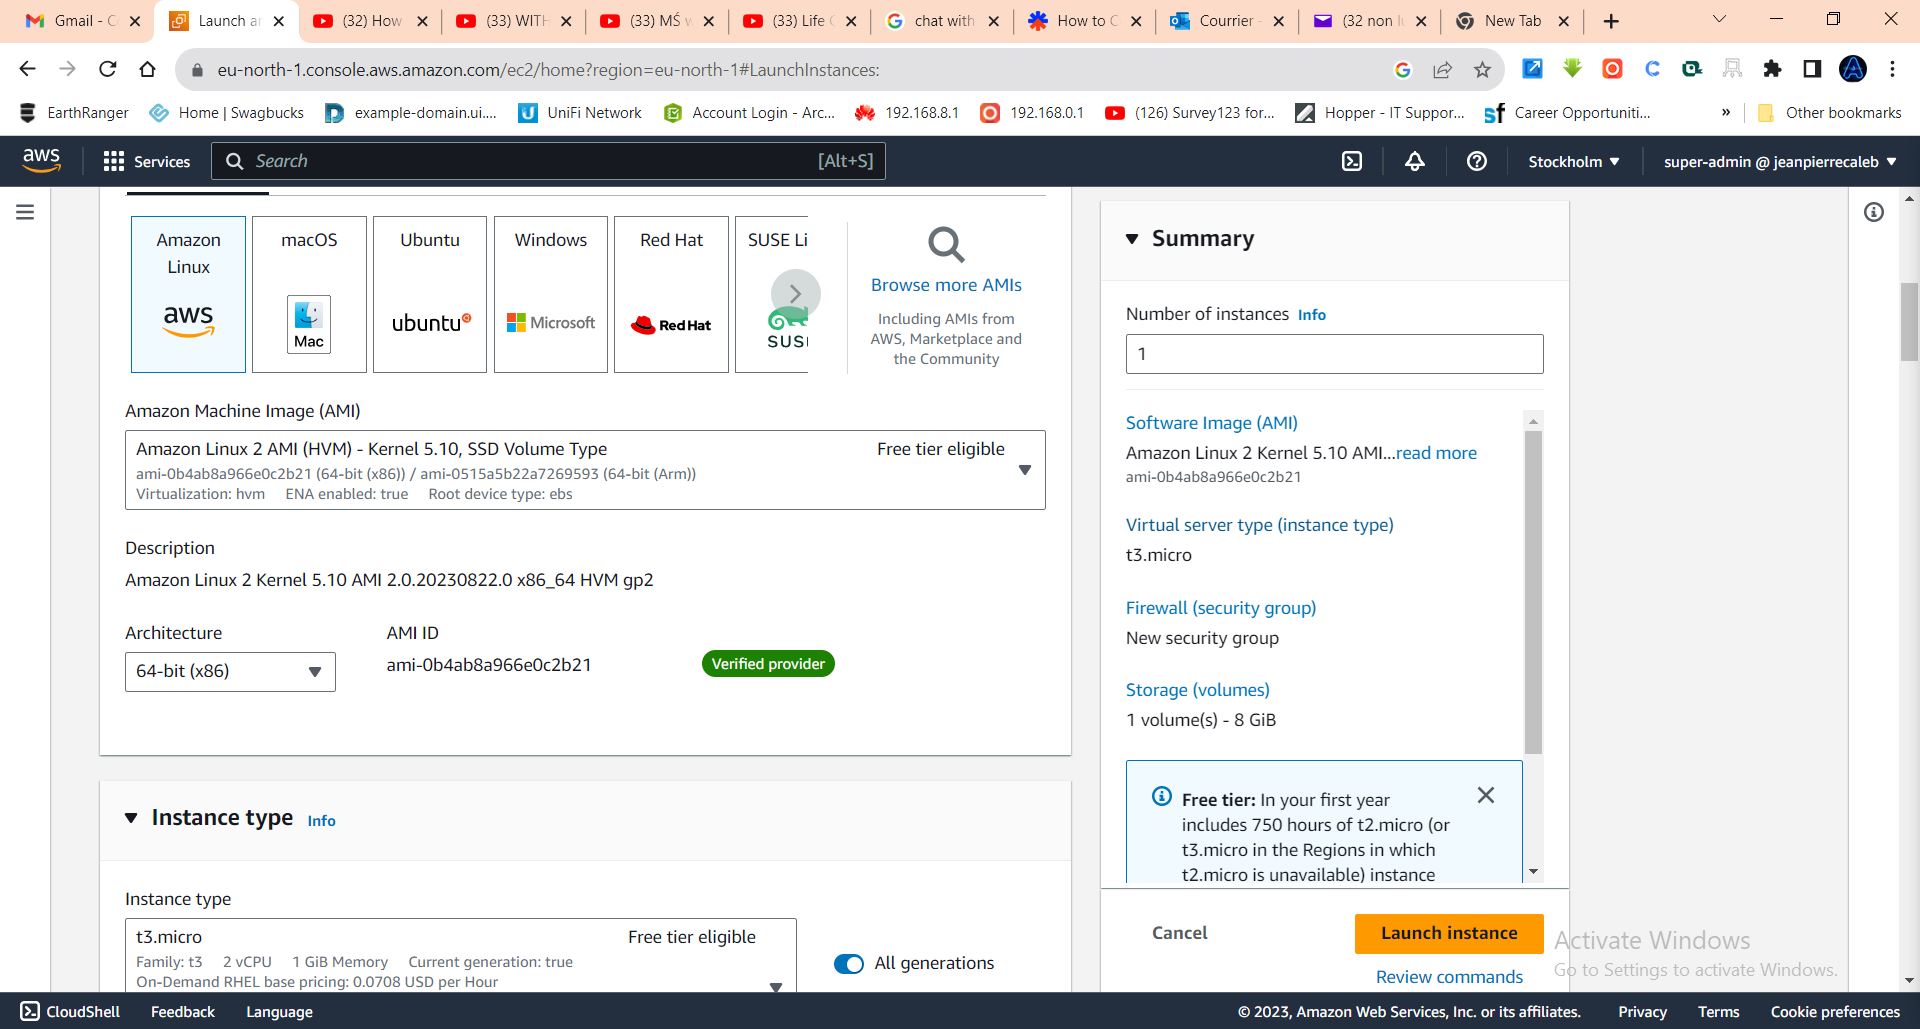 Gmail - C
Launch a
(32) How
(33) WITH
(33) MŚ w
(33) Life
chat with
How to C
Courrier -
(32 non l
New Tab
eu-north-1.console.aws.amazon.com/ec2/home?region=eu-north-1#LaunchInstances:
EarthRanger
Home | Swagbucks
example-domain.ui....
UniFi Network
Account Login - Arc...
192.168.8.1
192.168.0.1
(126) Survey123 for...
Hopper - IT Suppor...
Career Opportuniti...
»
Other bookmarks
aws
Services
Search
[Alt+S]
Stockholm
super-admin @ jeanpierrecaleb
Amazon
Linux
aws
macOS
Mac
Ubuntu
ubuntu
Windows
Microsoft
Red Hat
RedHat
SUSE Li
SUS
Browse more AMIs
Including AMIs from
AWS, Marketplace and
the Community
Amazon Machine Image (AMI)
Amazon Linux 2 AMI (HVM) - Kernel 5.10, SSD Volume Type
Free tier eligible
ami-0b4ab8a966e0c2b21 (64-bit (x86)) / ami-0515a5b22a7269593 (64-bit (Arm))
Virtualization: hvm ENA enabled: true Root device type: ebs
Description
Amazon Linux 2 Kernel 5.10 AMI 2.0.20230822.0 x86_64 HVM gp2
Architecture
64-bit (x86)
AMI ID
ami-0b4ab8a966e0c2b21
Verified provider
Instance type Info
Instance type
t3.micro
Free tier eligible
Family: t3 2 vCPU 1 GiB Memory Current generation: true
On-Demand RHEL base pricing: 0.0708 USD per Hour
All generations
Summary
Number of instances Info
1
Software Image (AMI)
Amazon Linux 2 Kernel 5.10 AMI...read more
ami-0b4ab8a966e0c2b21
Virtual server type (instance type)
t3.micro
Firewall (security group)
New security group
Storage (volumes)
1 volume(s) - 8 GiB
Free tier: In your first year
includes 750 hours of t2.micro (or
t3.micro in the Regions in which
t2.micro is unavailable) instance
Cancel
Launch instance
Review commands
Activate Windows
Go to Settings to activate Windows.
CloudShell
Feedback
Language
© 2023, Amazon Web Services, Inc. or its affiliates.
Privacy
Terms
Cookie preferences